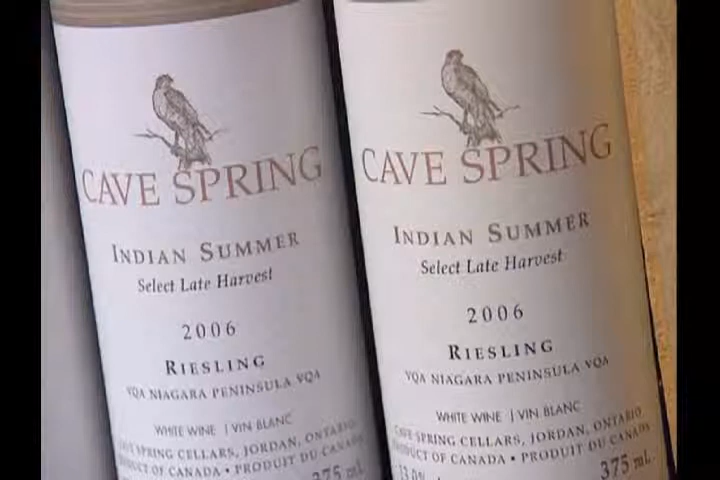 CAVE SPRING
INDIAN SUMMER
Select Late Harvest
2006
RIESLING
VQA NIAGARA PENINSULA VQA
WHITE WINE | VIN BLANC
CAVE SPRING CELLARS, JORDAN, ONTARIO
PRODUCT OF CANADA • PRODUIT DU CANADA
375 mL
CAVE SPRING
INDIAN SUMMER
Select Late Harvest
2006
RIESLING
VQA NIAGARA PENINSULA VQA
WHITE WINE | VIN BLANC
CAVE SPRING CELLARS, JORDAN, ONTARIO
PRODUCT OF CANADA • PRODUIT DU CANADA
13.0% 375 mL